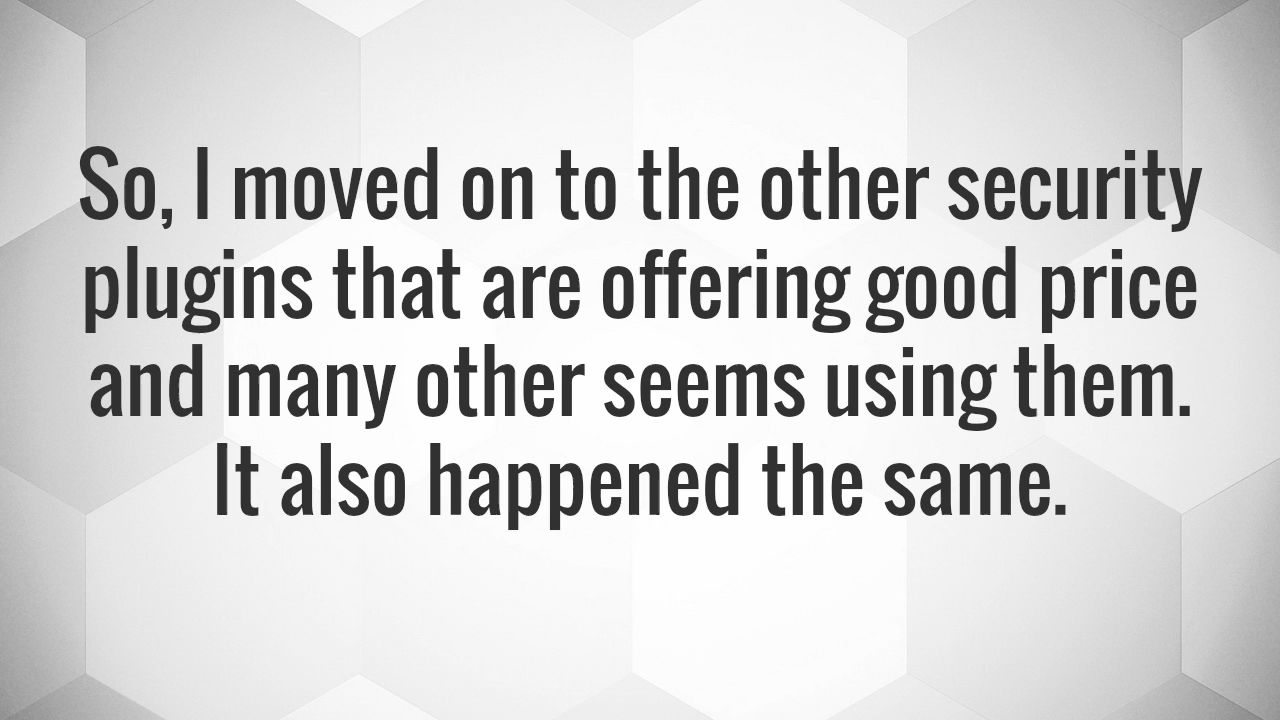 So, I moved on to the other security
plugins that are offering good price
and many other seems using them.
It also happened the same.